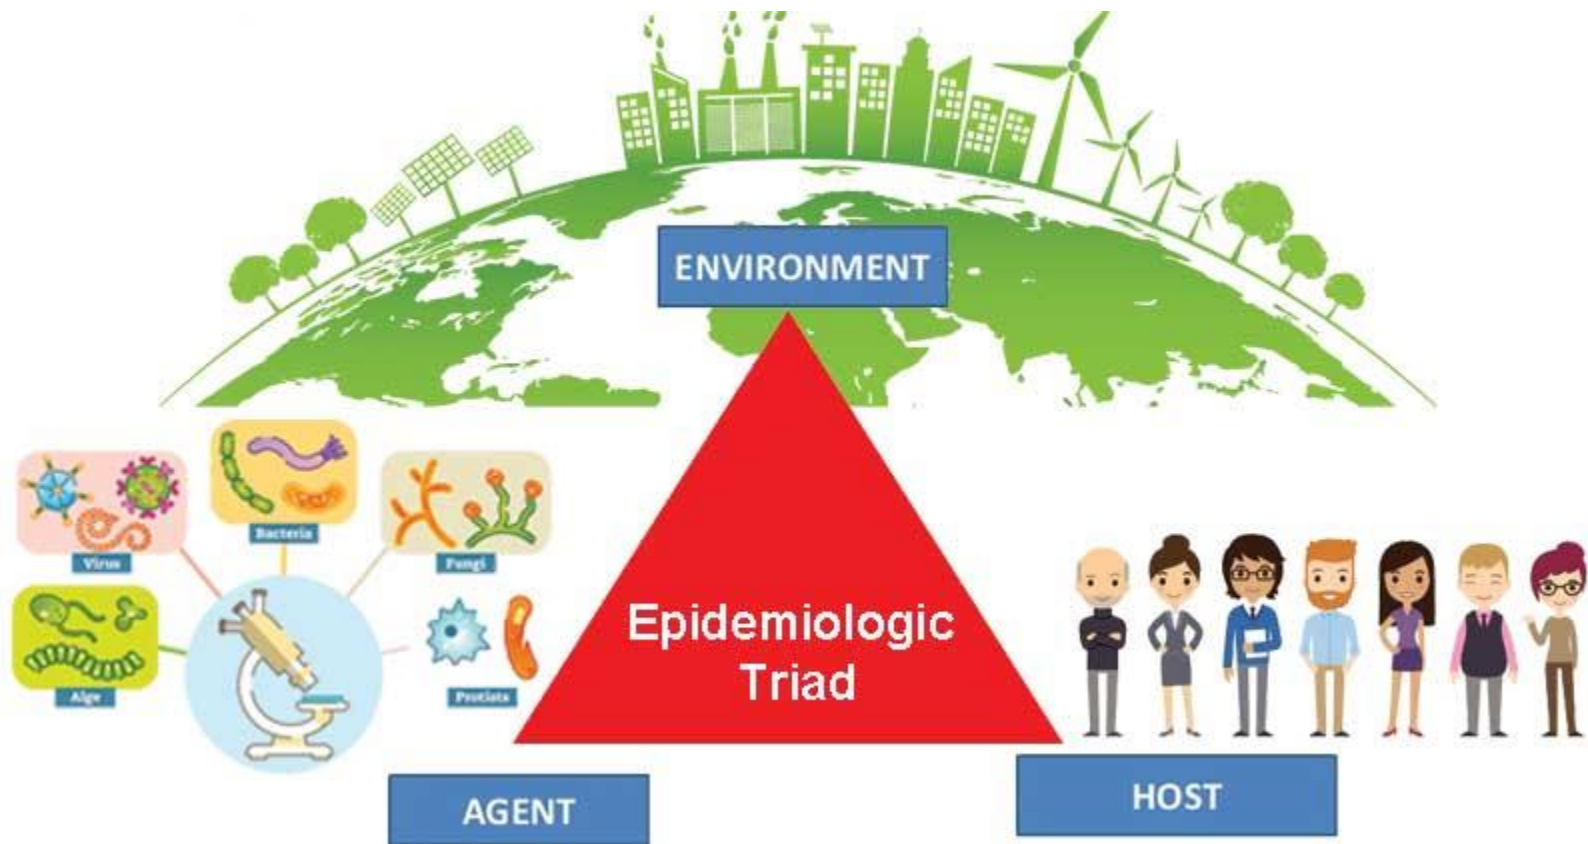 ENVIRONMENT
Virus
Bacteria
Fungi
Alge
Protists
Epidemiologic
Triad
AGENT
HOST